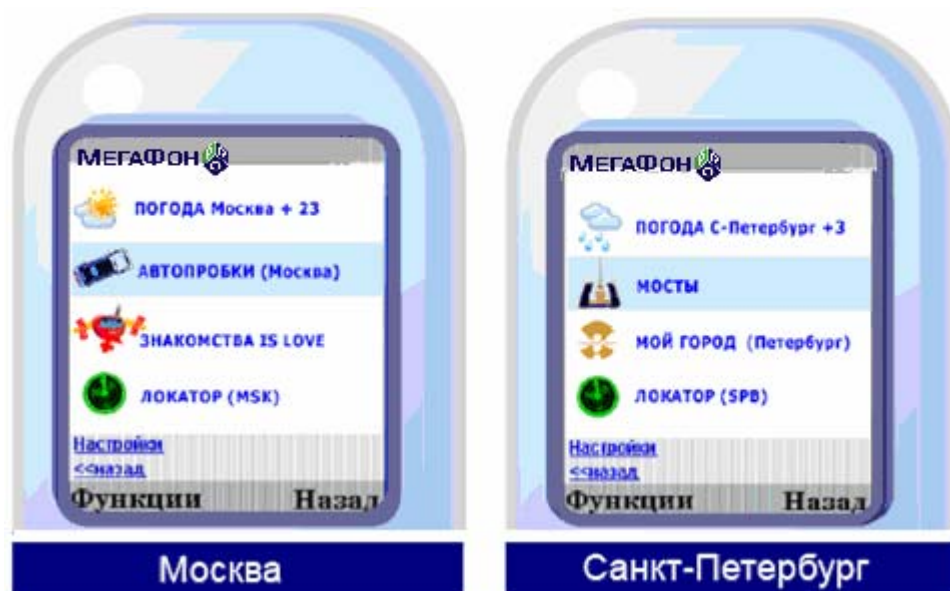 МЕГАФОН
ПОГОДА Москва + 23
АВТОПРОБКИ (Москва)
ЗНАКОМСТВА IS LOVE
ЛОКАТОР (MSK)
Настройки
<<назад
Функции Назад
Москва
МЕГАФОН
ПОГОДА С-Петербург +3
МОСТЫ
МОЙ ГОРОД (Петербург)
ЛОКАТОР (SPB)
Настройки
<<назад
Функции Назад
Санкт-Петербург